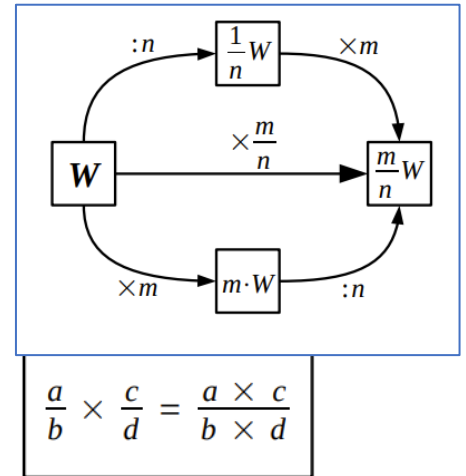 :n
1/n W
×m
×m/n
W
m/n W
×m
m·W
:n
a/b × c/d = a × c / b × d